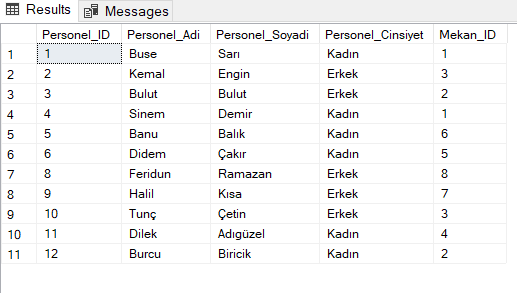 Results Messages
Personel_ID Personel_Adi Personel_Soyadi Personel_Cinsiyet Mekan_ID
1 1 Buse Sarı Kadın 1
2 2 Kemal Engin Erkek 3
3 3 Bulut Bulut Erkek 2
4 4 Sinem Demir Kadın 1
5 5 Banu Balık Kadın 6
6 6 Didem Çakır Kadın 5
7 8 Feridun Ramazan Erkek 8
8 9 Halil Kısa Erkek 7
9 10 Tunç Çetin Erkek 3
10 11 Dilek Adıgüzel Kadın 4
11 12 Burcu Biricik Kadın 2